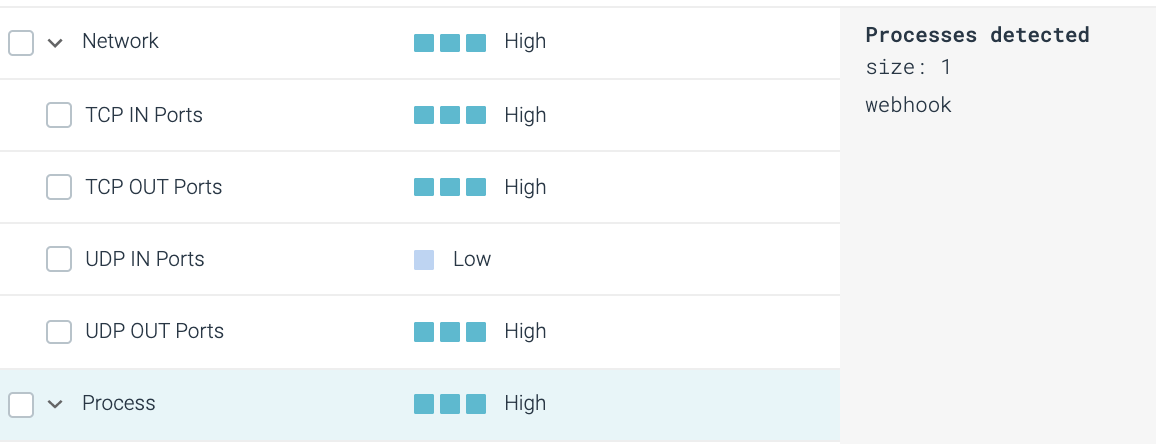 Network High
TCP IN Ports High
TCP OUT Ports High
UDP IN Ports Low
UDP OUT Ports High
Process High
Processes detected
size: 1
webhook